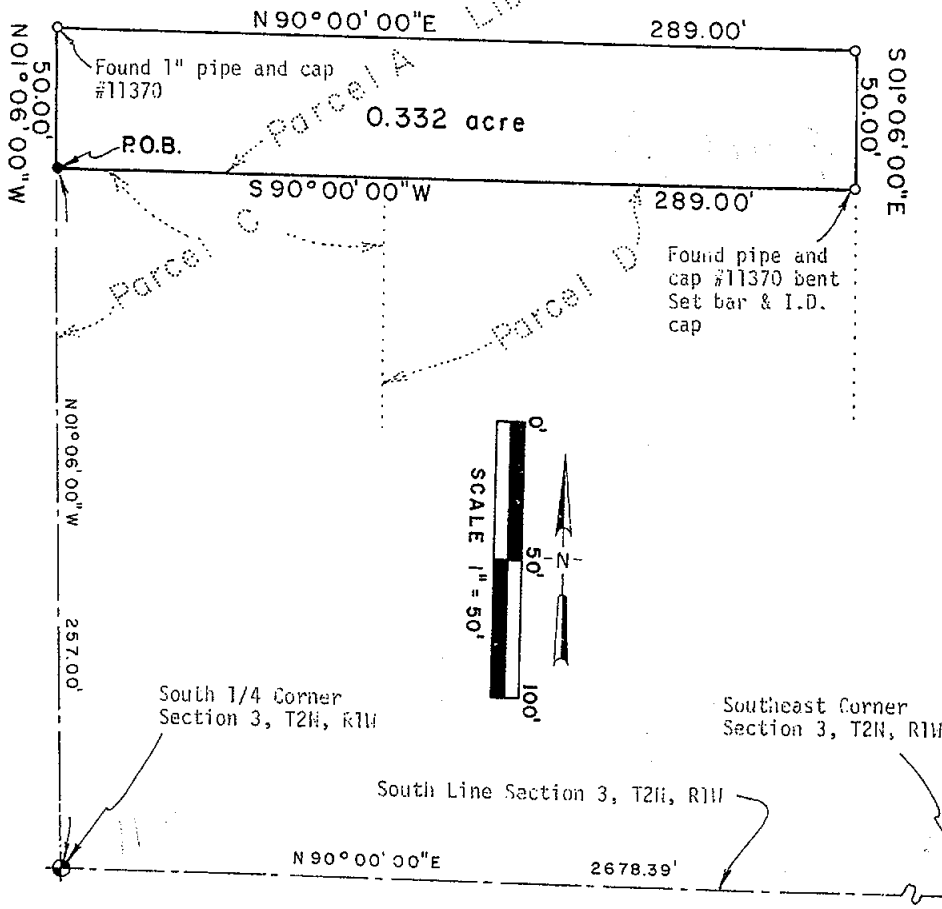 N 90°00'00"E 289.00'
N 01°06'00"W
50.00'
Found 1" pipe and cap
#11370
Parcel A
0.332 acre
S 01°06'00"E
50.00'
P.O.B.
S 90°00'00"W 289.00'
Parcel C
Parcel D
Found pipe and
cap #11370 bent
Set bar & I.D.
cap
N 01°06'00"W 257.00'
SCALE 1" = 50'
0'
50'
100'
-N-
South 1/4 Corner
Section 3, T2N, R1W
Southeast Corner
Section 3, T2N, R1W
South Line Section 3, T2N, R1W
N 90°00'00"E 2678.39'